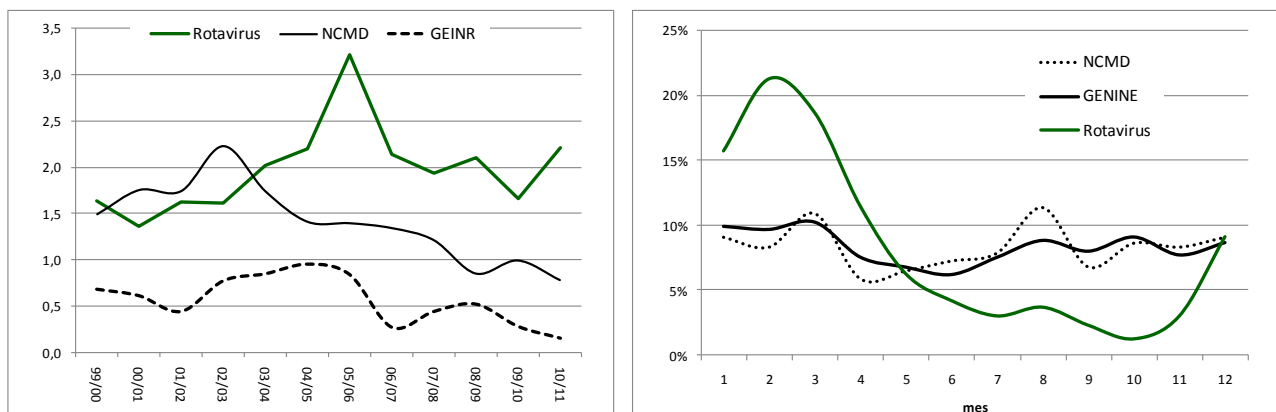 3,5
3,0
2,5
2,0
1,5
1,0
0,5
0,0
Rotavirus NCMD GEINR
99/00 00/01 01/02 02/03 03/04 04/05 05/06 06/07 07/08 08/09 09/10 10/11
25%
20%
15%
10%
5%
0%
NCMD
GENINE
Rotavirus
1 2 3 4 5 6 7 8 9 10 11 12
mes